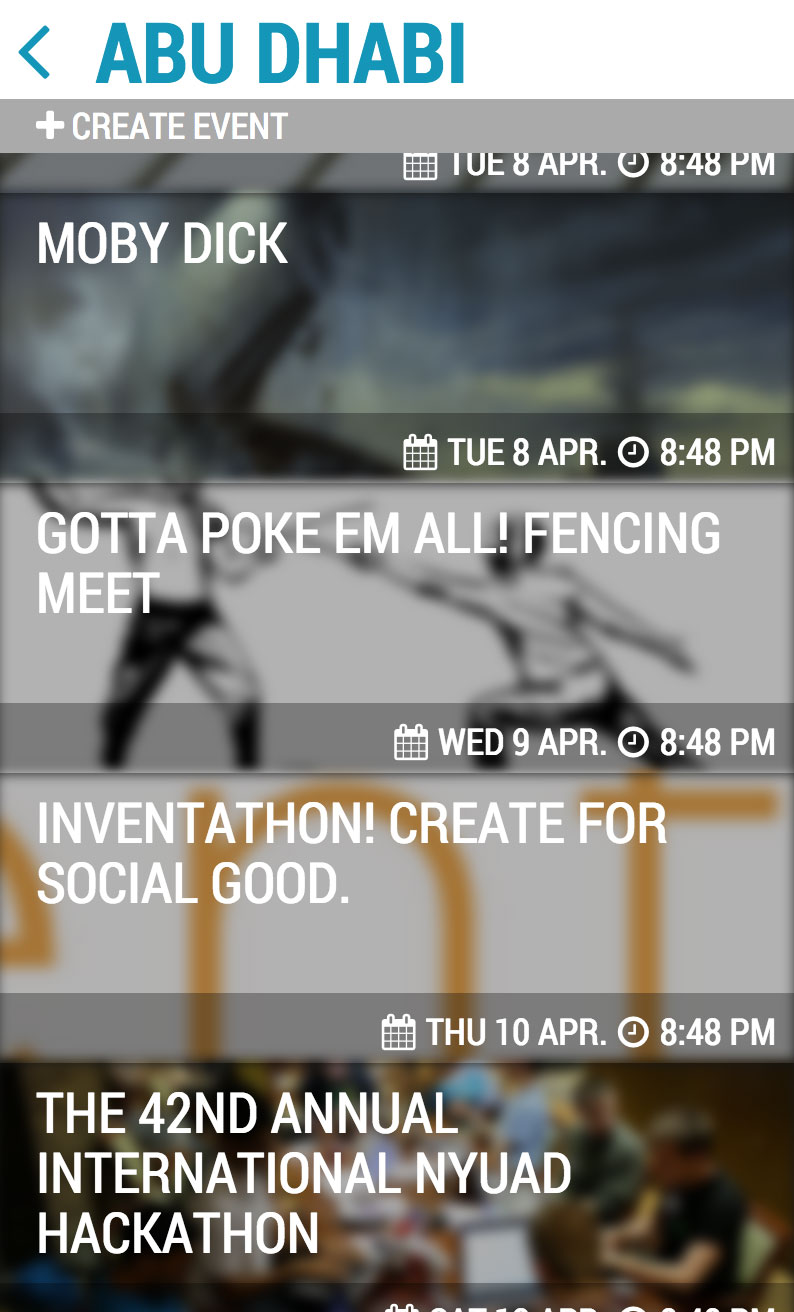 ABU DHABI
CREATE EVENT
TUE 8 APR. 8:48 PM
MOBY DICK
TUE 8 APR. 8:48 PM
GOTTA POKE EM ALL! FENCING
MEET
WED 9 APR. 8:48 PM
INVENTATHON! CREATE FOR
SOCIAL GOOD.
THU 10 APR. 8:48 PM
THE 42ND ANNUAL
INTERNATIONAL NYUAD
HACKATHON